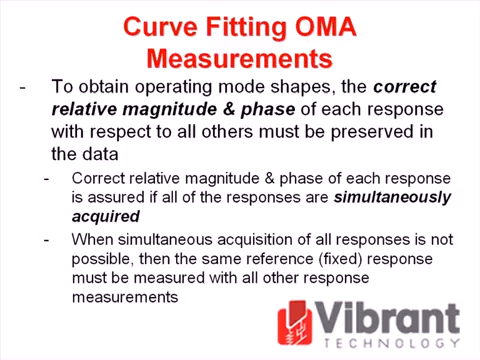 Curve Fitting OMA
Measurements
- To obtain operating mode shapes, the correct
relative magnitude & phase of each response
with respect to all others must be preserved in
the data
- Correct relative magnitude & phase of each response
is assured if all of the responses are simultaneously
acquired
- When simultaneous acquisition of all responses is not
possible, then the same reference (fixed) response
must be measured with all other response
measurements
Vibrant
TECHNOLOGY